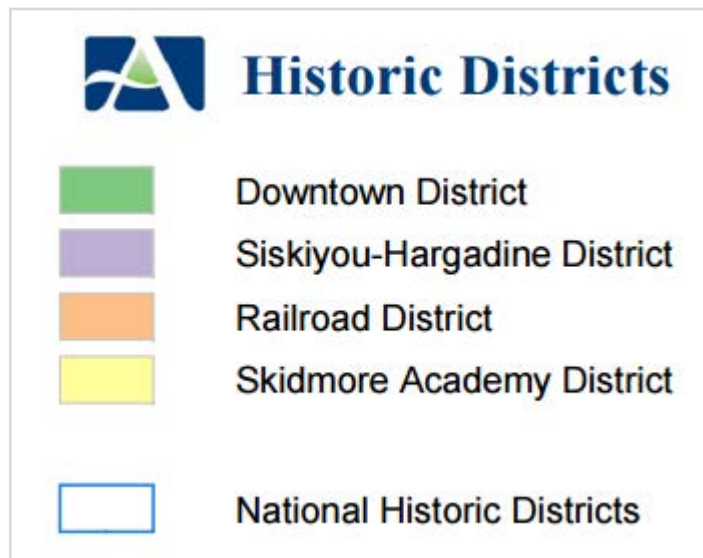 Historic Districts
Downtown District
Siskiyou-Hargadine District
Railroad District
Skidmore Academy District
National Historic Districts